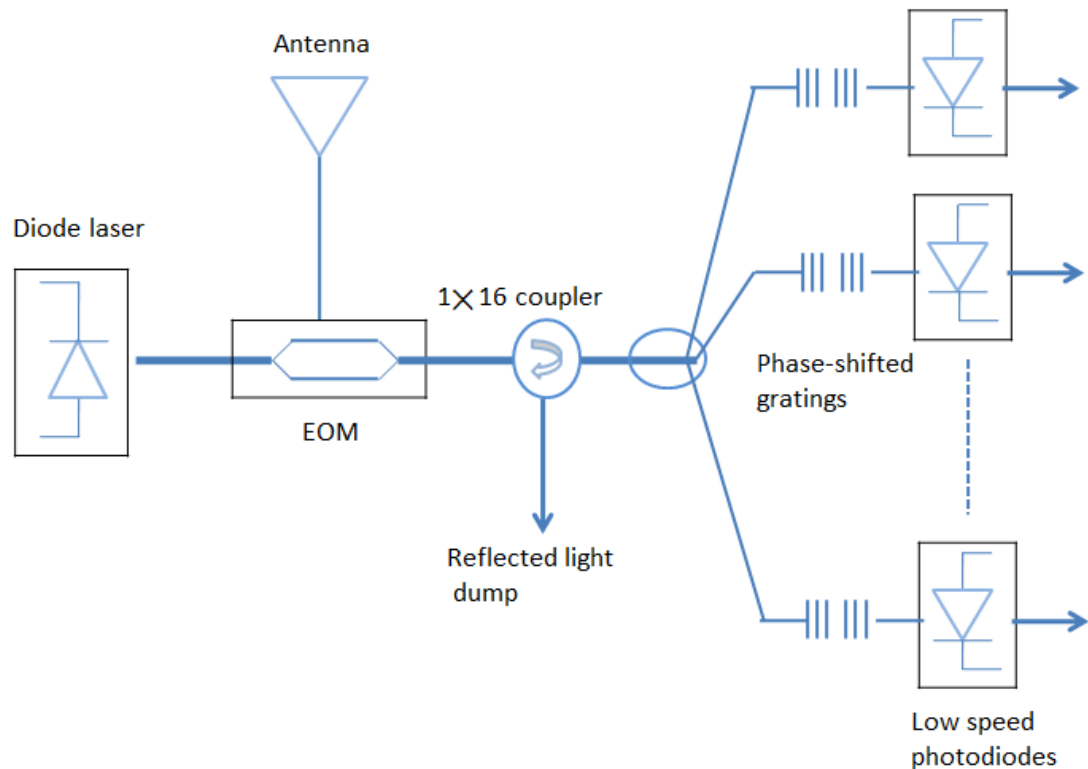 Antenna
Diode laser
1×16 coupler
EOM
Phase-shifted
gratings
Reflected light
dump
Low speed
photodiodes